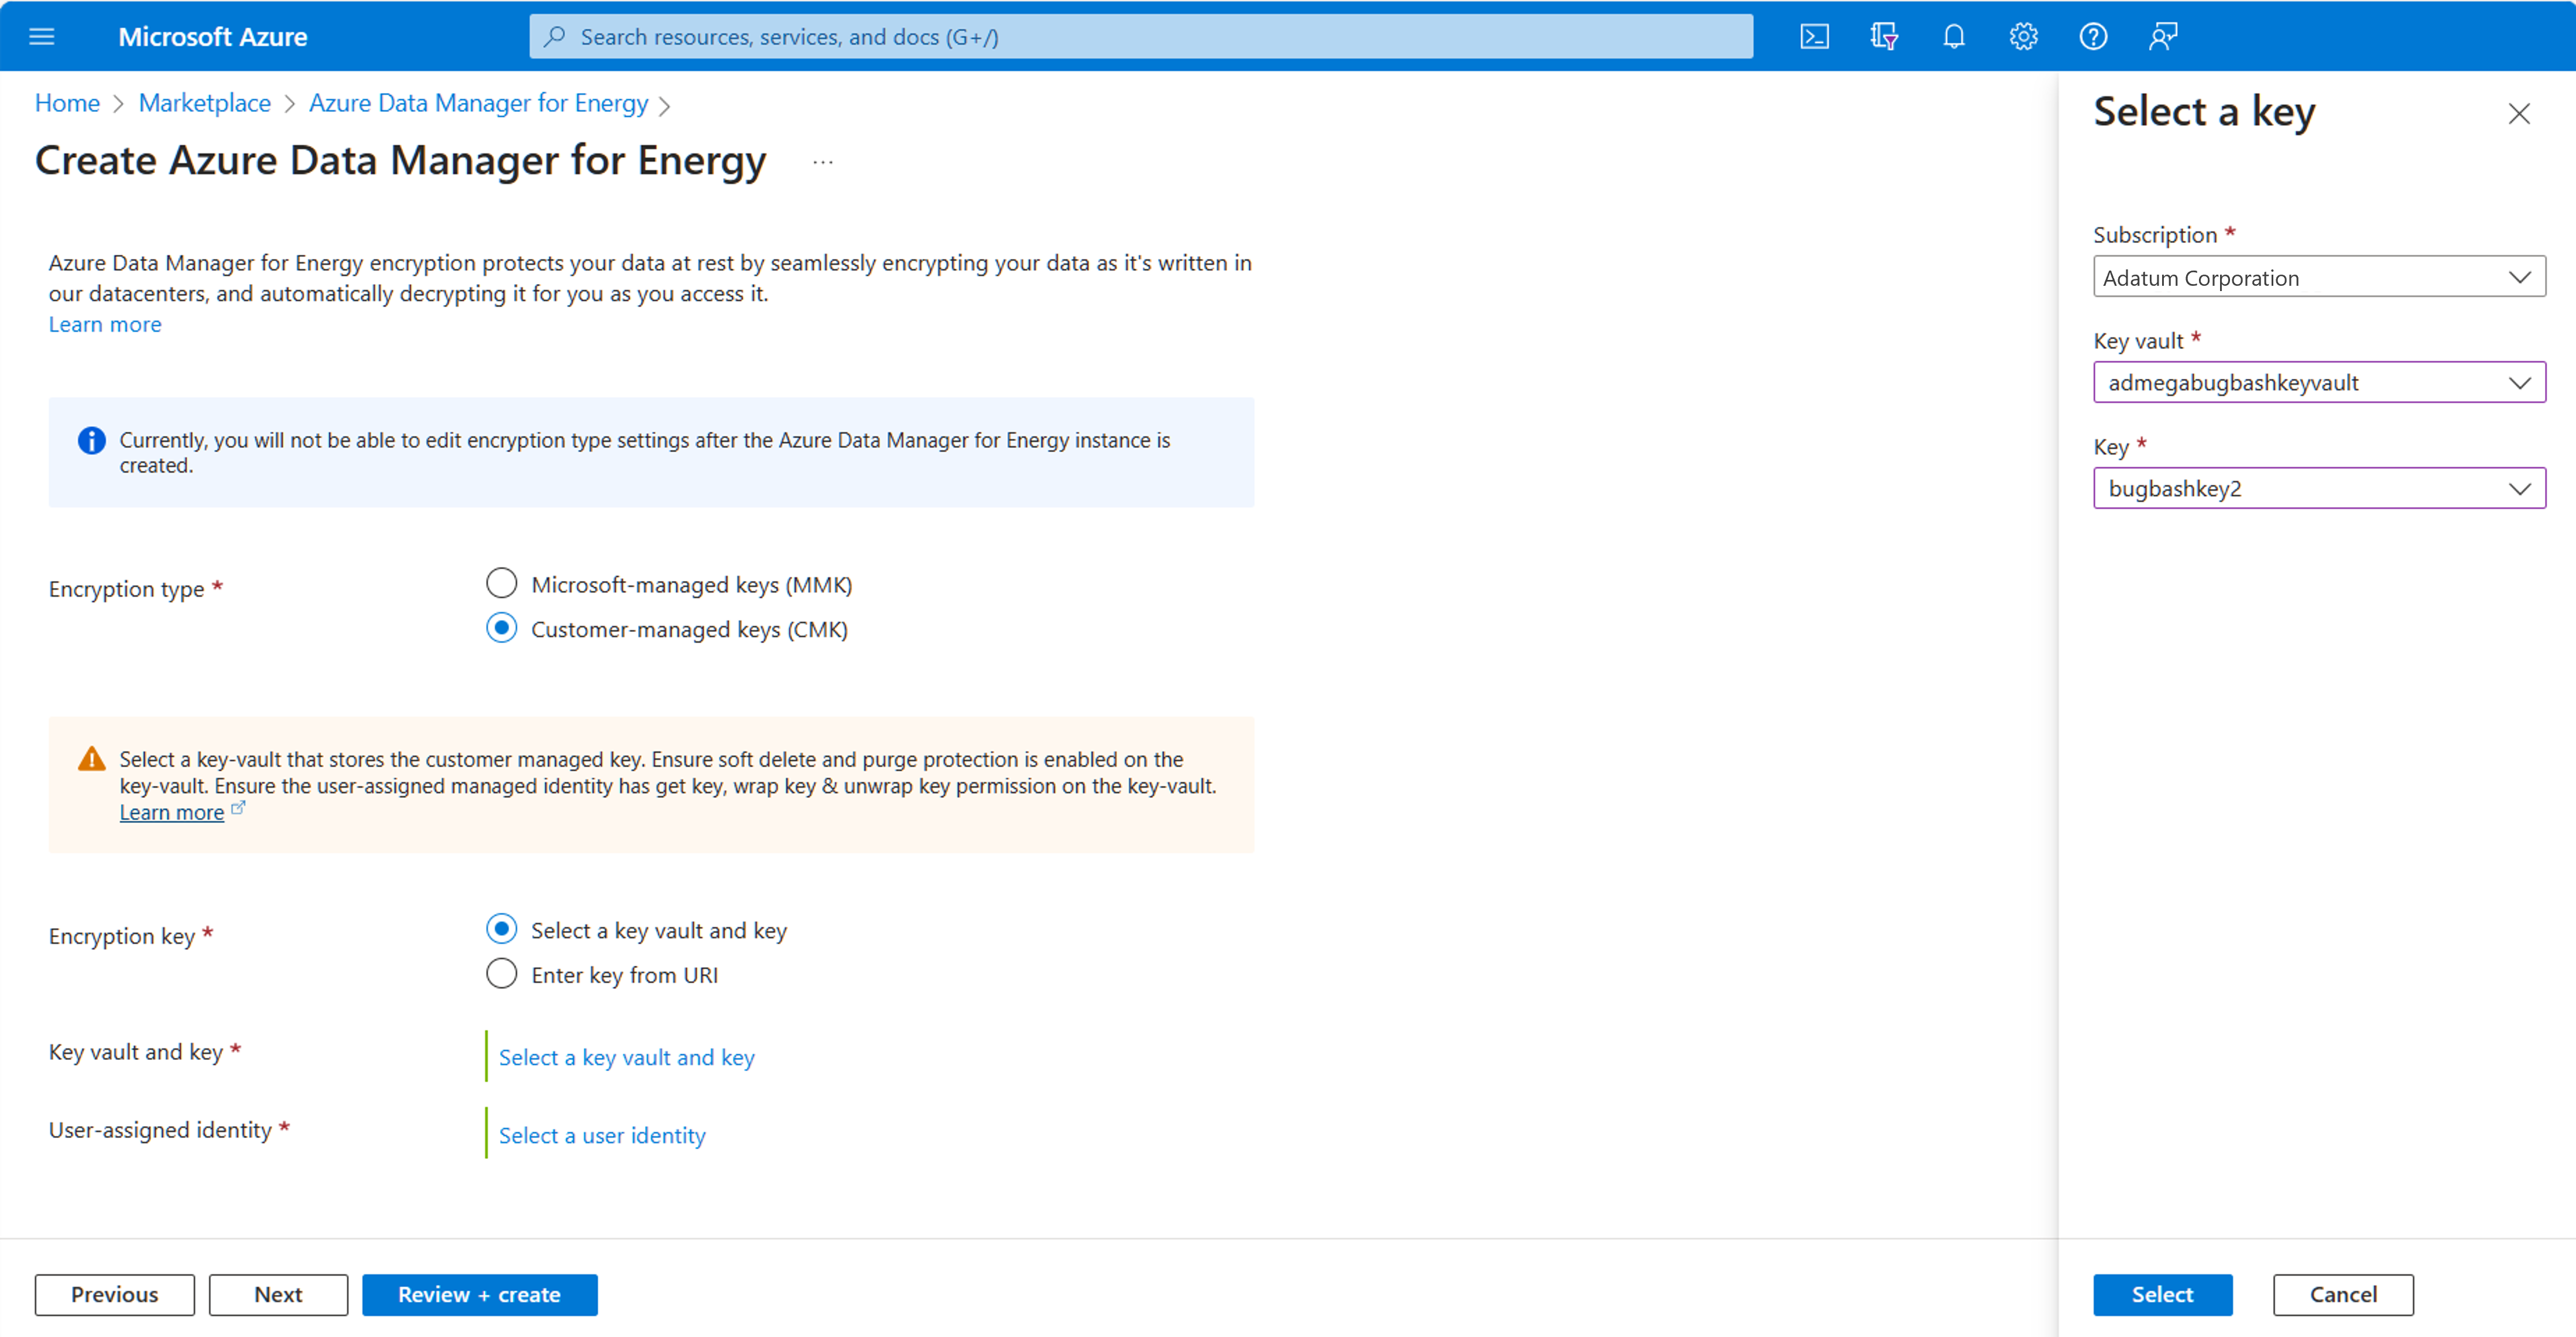 Microsoft Azure
Search resources, services, and docs (G+/)
Home > Marketplace > Azure Data Manager for Energy >
Create Azure Data Manager for Energy ...
Azure Data Manager for Energy encryption protects your data at rest by seamlessly encrypting your data as it's written in
our datacenters, and automatically decrypting it for you as you access it.
Learn more
Currently, you will not be able to edit encryption type settings after the Azure Data Manager for Energy instance is
created.
Encryption type *
Microsoft-managed keys (MMK)
Customer-managed keys (CMK)
Select a key-vault that stores the customer managed key. Ensure soft delete and purge protection is enabled on the
key-vault. Ensure the user-assigned managed identity has get key, wrap key & unwrap key permission on the key-vault.
Learn more
Encryption key *
Select a key vault and key
Enter key from URI
Key vault and key *
Select a key vault and key
User-assigned identity *
Select a user identity
Previous
Next
Review + create
Select a key
Subscription *
Adatum Corporation
Key vault *
admegabugbashkeyvault
Key *
bugbashkey2
Select
Cancel